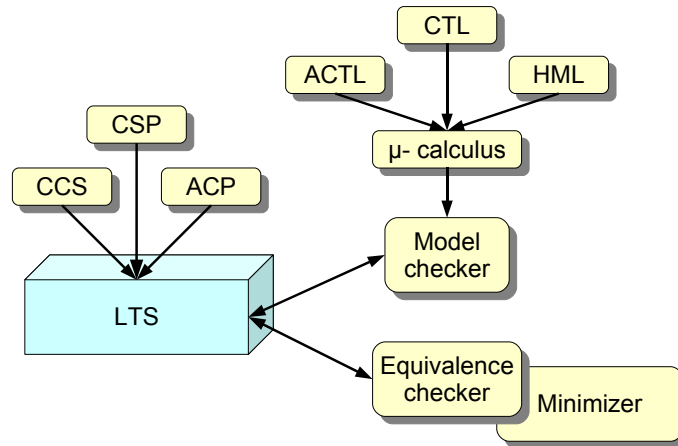 CTL
ACTL
HML
CSP
μ- calculus
CCS
ACP
Model
checker
LTS
Equivalence
checker
Minimizer